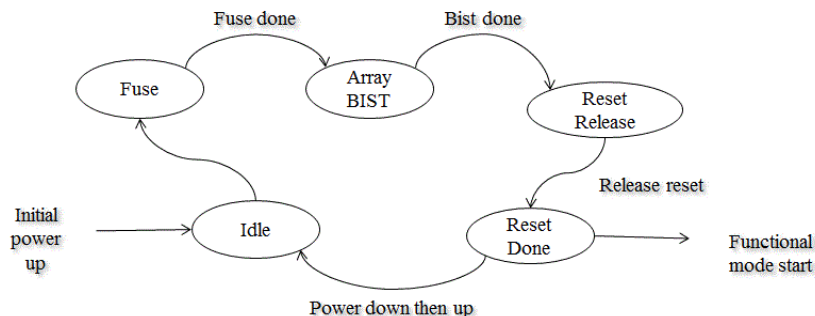 Fuse done
Bist done
Fuse
Array
BIST
Reset
Release
Release reset
Initial
power
up
Idle
Reset
Done
Functional
mode start
Power down then up